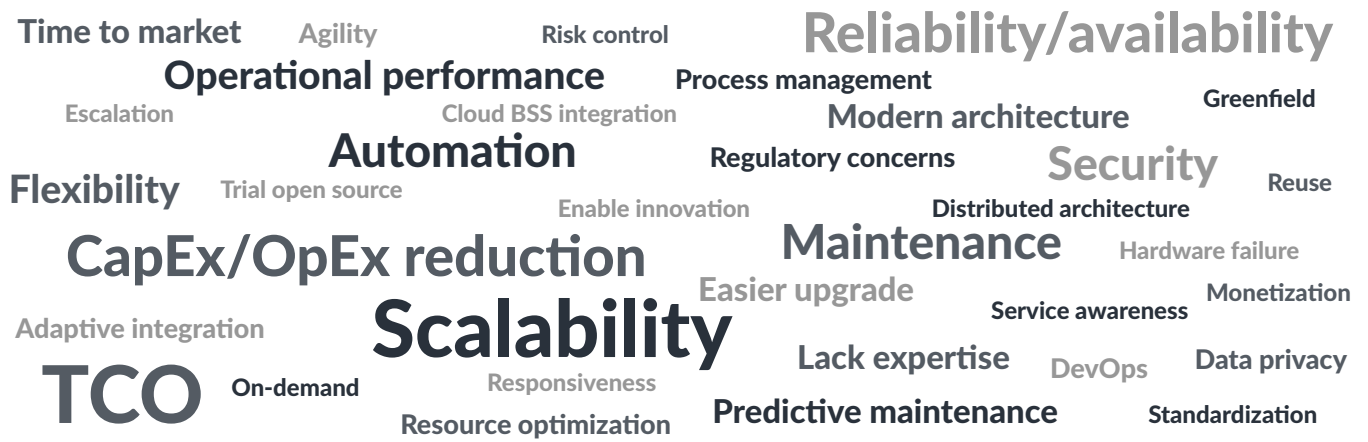 Time to market
Agility
Risk control
Reliability/availability
Operational performance
Process management
Greenfield
Escalation
Cloud BSS integration
Modern architecture
Automation
Regulatory concerns
Security
Reuse
Flexibility
Trial open source
Enable innovation
Distributed architecture
CapEx/OpEx reduction
Maintenance
Hardware failure
Easier upgrade
Monetization
Service awareness
Adaptive integration
Scalability
Lack expertise
DevOps
Data privacy
TCO
On-demand
Responsiveness
Resource optimization
Predictive maintenance
Standardization